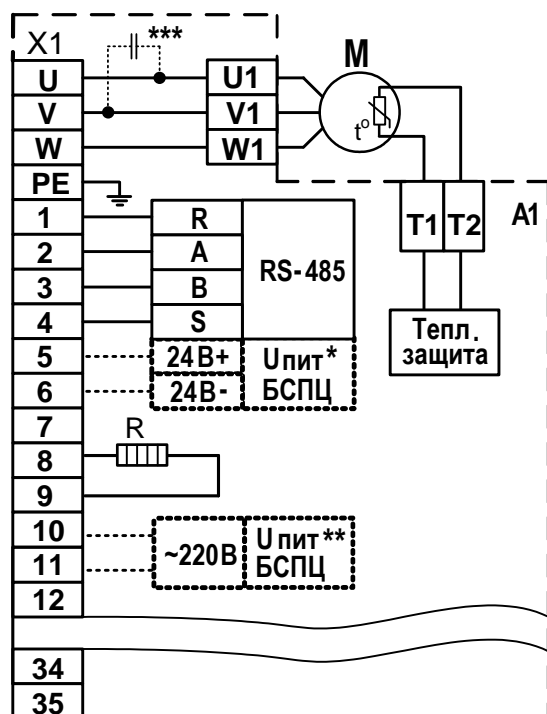 X1
***
M
U
U1
V
V1
W
W1
t°
PE
1
R
T1
T2
A1
2
A
RS-485
3
B
4
S
Тепл.
защита
5
24В+
Uпит*
6
24В-
БСПЦ
7
8
R
9
10
~220В
Uпит**
11
БСПЦ
12
34
35